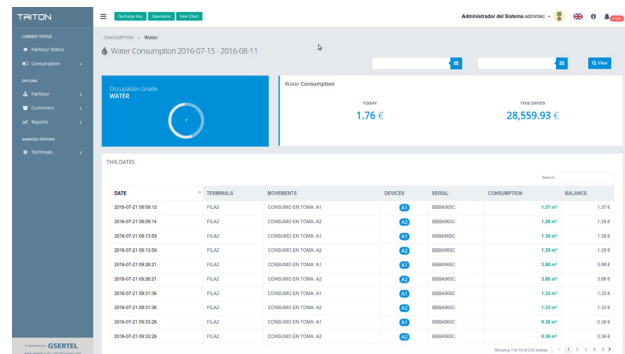 TRITON
Recharge Key Operations New Client
Administrador del Sistema admintec
CURRENT STATUS
Harbour Status
Consumption
OPTIONS
Harbour
Customers
Reports
ADVANCED OPTIONS
Terminals
CONSUMPTION > Water
Water Consumption 2016-07-15 - 2016-08-11
View
Occupation Grade
WATER
Water Consumption
TODAY
1.76 €
THIS DATES
28,559.93 €
THIS DATES
Search:
DATE TERMINALS MOVEMENTS DEVICES SERIAL CONSUMPTION BALANCE
2016-07-21 09:09:13 FILA2 CONSUMO EN TOMA: A1 A1 BBBA965C 1.37 m³ 1.37 €
2016-07-21 09:09:14 FILA2 CONSUMO EN TOMA: A2 A2 BBBA965C 1.28 m³ 1.28 €
2016-07-21 09:13:59 FILA2 CONSUMO EN TOMA: A1 A1 BBBA965C 1.39 m³ 1.39 €
2016-07-21 09:13:59 FILA2 CONSUMO EN TOMA: A2 A2 BBBA965C 1.39 m³ 1.39 €
2016-07-21 09:26:21 FILA2 CONSUMO EN TOMA: A1 A1 BBBA965C 3.88 m³ 3.88 €
2016-07-21 09:26:21 FILA2 CONSUMO EN TOMA: A2 A2 BBBA965C 3.89 m³ 3.89 €
2016-07-21 09:31:36 FILA2 CONSUMO EN TOMA: A1 A1 BBBA965C 1.33 m³ 1.33 €
2016-07-21 09:31:36 FILA2 CONSUMO EN TOMA: A2 A2 BBBA965C 1.33 m³ 1.33 €
2016-07-21 09:33:26 FILA2 CONSUMO EN TOMA: A1 A1 BBBA965C 0.36 m³ 0.36 €
2016-07-21 09:33:26 FILA2 CONSUMO EN TOMA: A2 A2 BBBA965C 0.38 m³ 0.38 €
Showing 1 to 10 of 215 entries < 1 2 3 4 5 >
GSERTEL